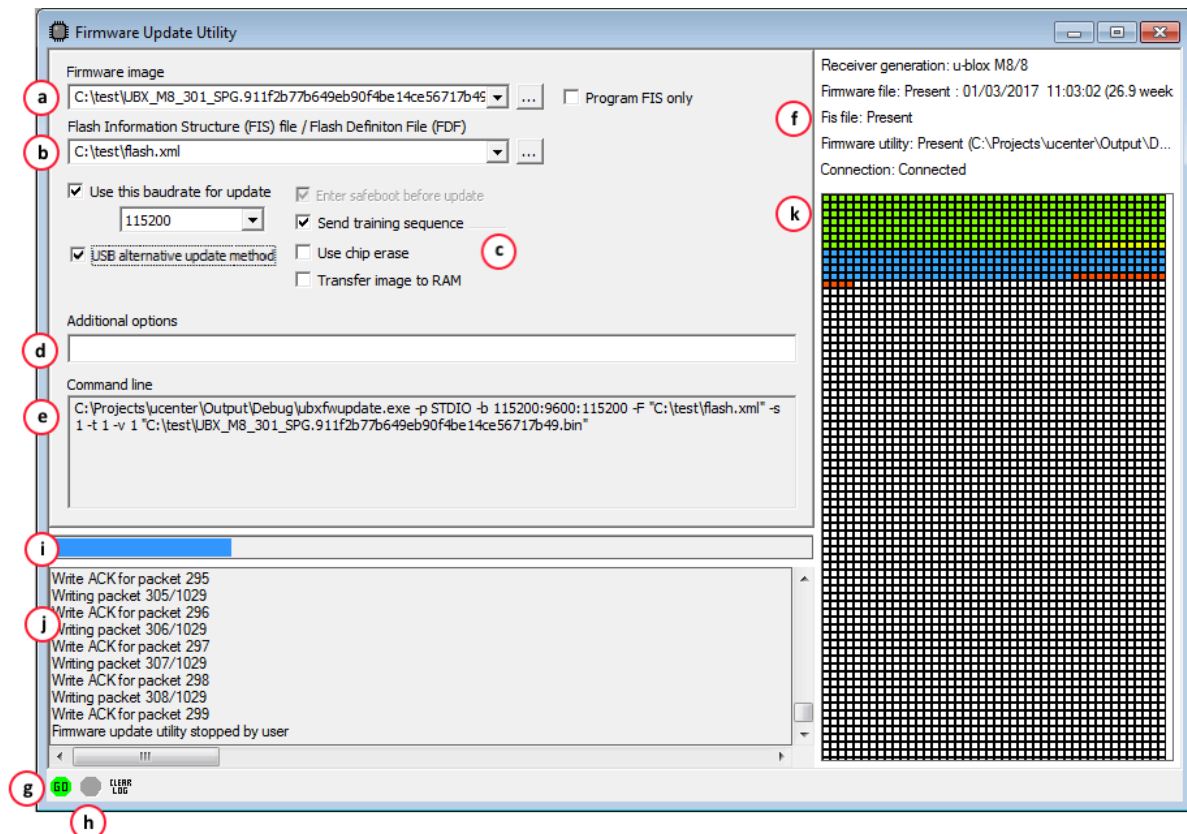 Firmware Update Utility
Firmware image
a
C:\test\UBX_M8_301_SPG.911f2b77b649eb90f4be14ce56717b49
...
Program FIS only
Flash Information Structure (FIS) file / Flash Definiton File (FDF)
b
C:\test\flash.xml
...
Use this baudrate for update
Enter safeboot before update
115200
Send training sequence
USB alternative update method
Use chip erase
c
Transfer image to RAM
Additional options
d
Command line
e
C:\Projects\ucenter\Output\Debug\ubxfwupdate.exe -p STDIO -b 115200:9600:115200 -F "C:\test\flash.xml" -s
1 -t 1 -v 1 "C:\test\UBX_M8_301_SPG.911f2b77b649eb90f4be14ce56717b49.bin"
i
Write ACK for packet 295
Writing packet 305/1029
Write ACK for packet 296
j
Writing packet 306/1029
Write ACK for packet 297
Writing packet 307/1029
Write ACK for packet 298
Writing packet 308/1029
Write ACK for packet 299
Firmware update utility stopped by user
g
GO
CLEAR
LOG
h
Receiver generation: u-blox M8/8
Firmware file: Present : 01/03/2017 11:03:02 (26.9 week
f
Fis file: Present
Firmware utility: Present (C:\Projects\ucenter\Output\D...
Connection: Connected
k